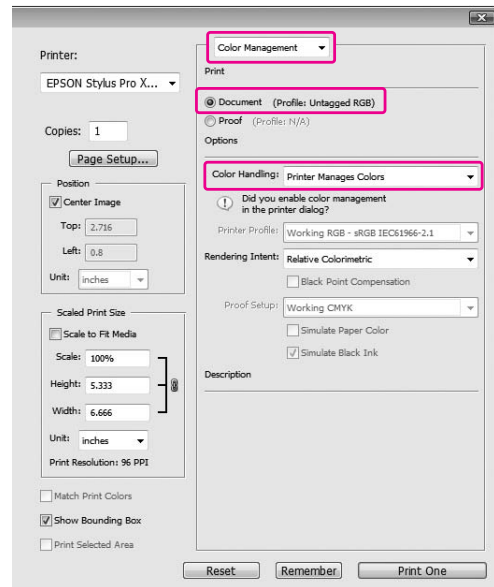 Printer:
EPSON Stylus Pro X...
Copies: 1
Page Setup...
Position
Center Image
Top: 2.716
Left: 0.8
Unit: inches
Scaled Print Size
Scale to Fit Media
Scale: 100%
Height: 5.333
Width: 6.666
Unit: inches
Print Resolution: 96 PPI
Match Print Colors
Show Bounding Box
Print Selected Area
Color Management
Print
Document (Profile: Untagged RGB)
Proof (Profile: N/A)
Options
Color Handling: Printer Manages Colors
Did you enable color management
in the printer dialog?
Printer Profile: Working RGB - sRGB IEC61966-2.1
Rendering Intent: Relative Colorimetric
Black Point Compensation
Proof Setup: Working CMYK
Simulate Paper Color
Simulate Black Ink
Description
Reset Remember Print One